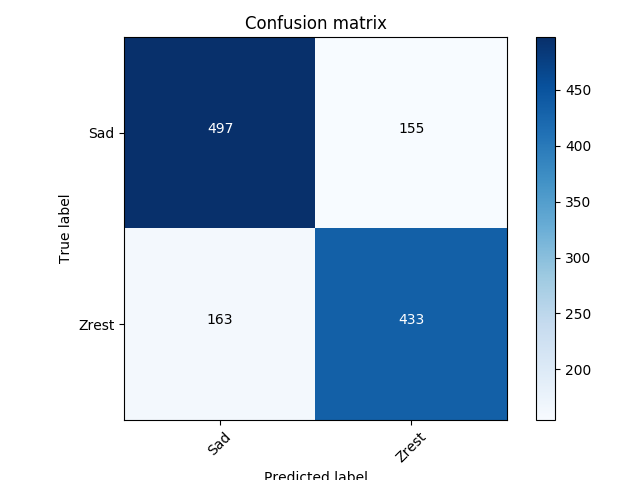 Confusion matrix
Sad
497
155
450
400
350
300
250
200
True label
Zrest
163
433
Sad
Zrest
Predicted label